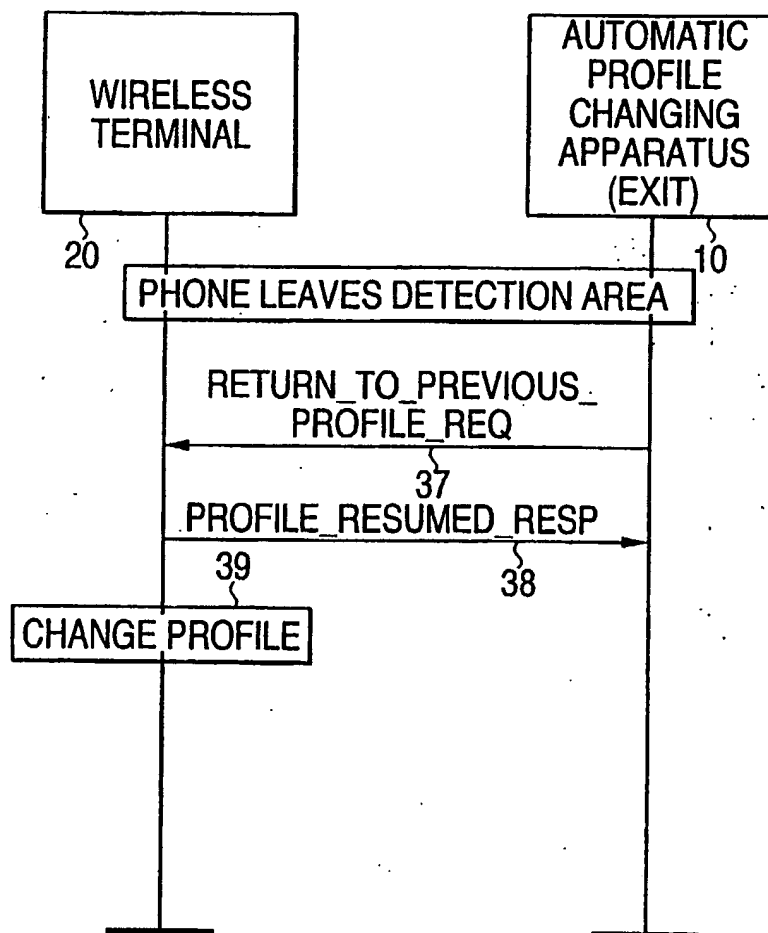 WIRELESS
TERMINAL
AUTOMATIC
PROFILE
CHANGING
APPARATUS
(EXIT)
20
10
PHONE LEAVES DETECTION AREA
RETURN_TO_PREVIOUS_
PROFILE_REQ
37
PROFILE_RESUMED_RESP
38
39
CHANGE PROFILE